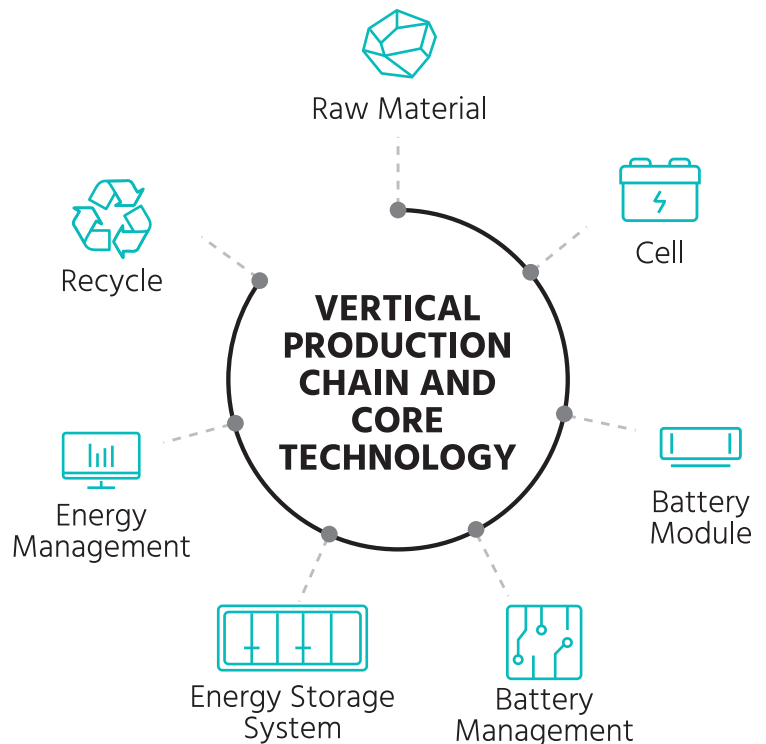 Raw Material
Cell
Recycle
VERTICAL
PRODUCTION
CHAIN AND
CORE
TECHNOLOGY
Battery
Module
Energy
Management
Energy Storage
System
Battery
Management